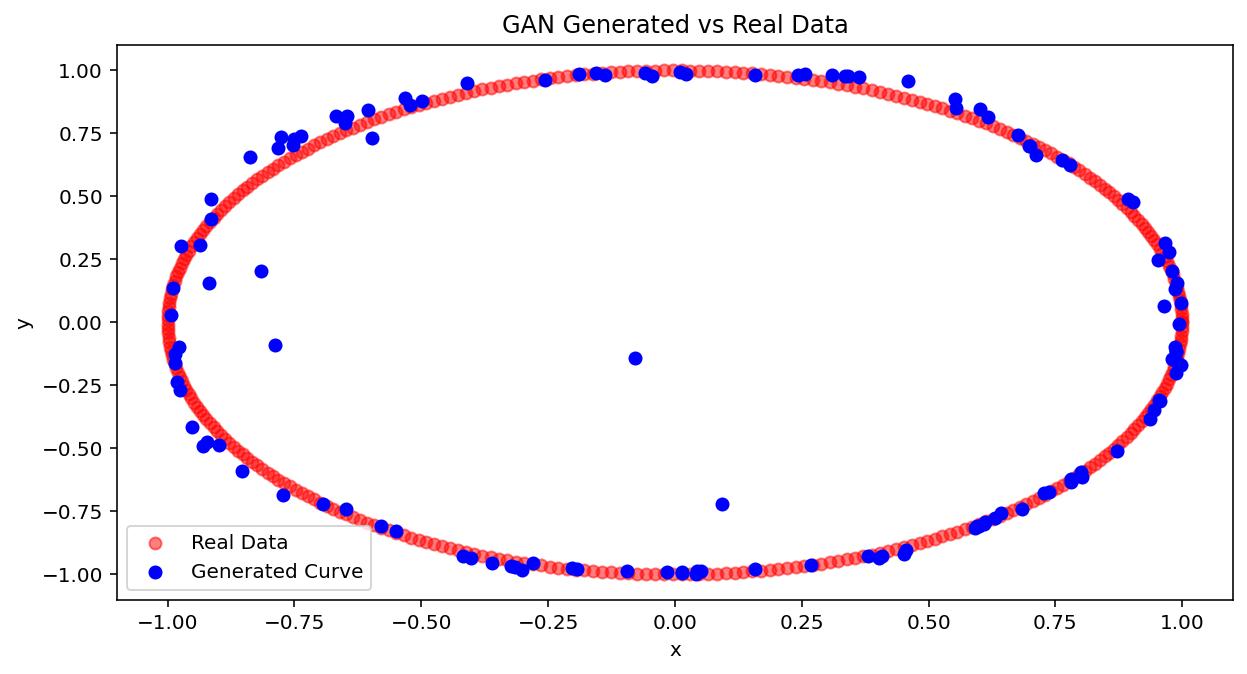 GAN Generated vs Real Data
1.00
0.75
0.50
0.25
0.00
−0.25
−0.50
−0.75
−1.00
y
Real Data
Generated Curve
−1.00 −0.75 −0.50 −0.25 0.00 0.25 0.50 0.75 1.00
x